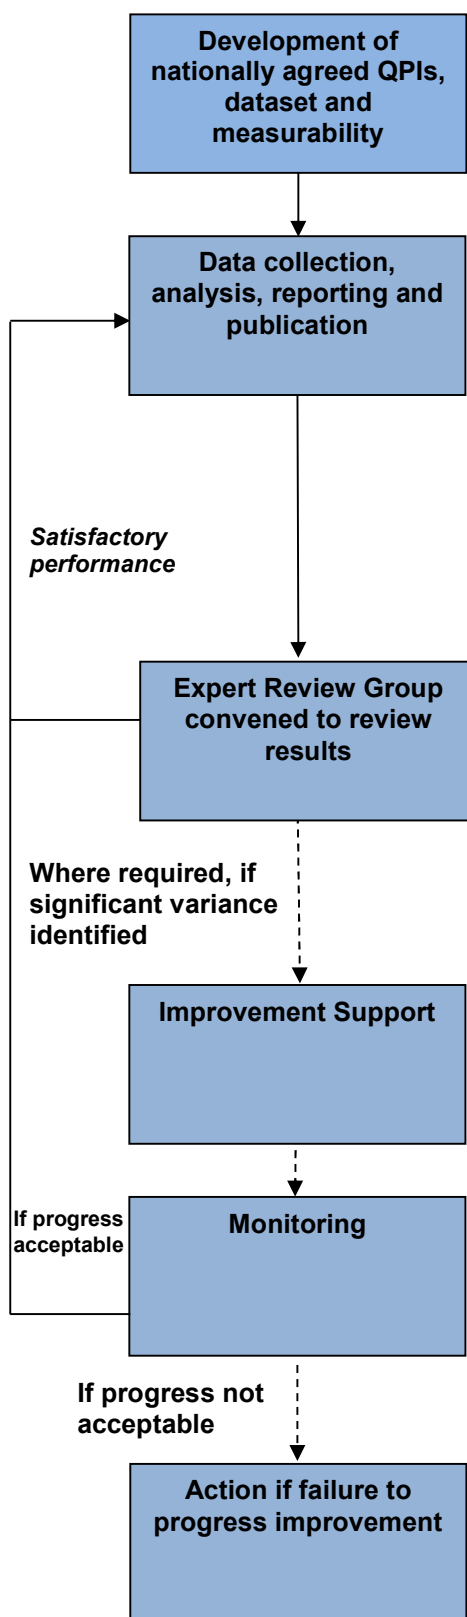 Development of
nationally agreed QPIs,
dataset and
measurability
Data collection,
analysis, reporting and
publication
Satisfactory
performance
Expert Review Group
convened to review
results
Where required, if
significant variance
identified
Improvement Support
If progress
acceptable
Monitoring
If progress not
acceptable
Action if failure to
progress improvement